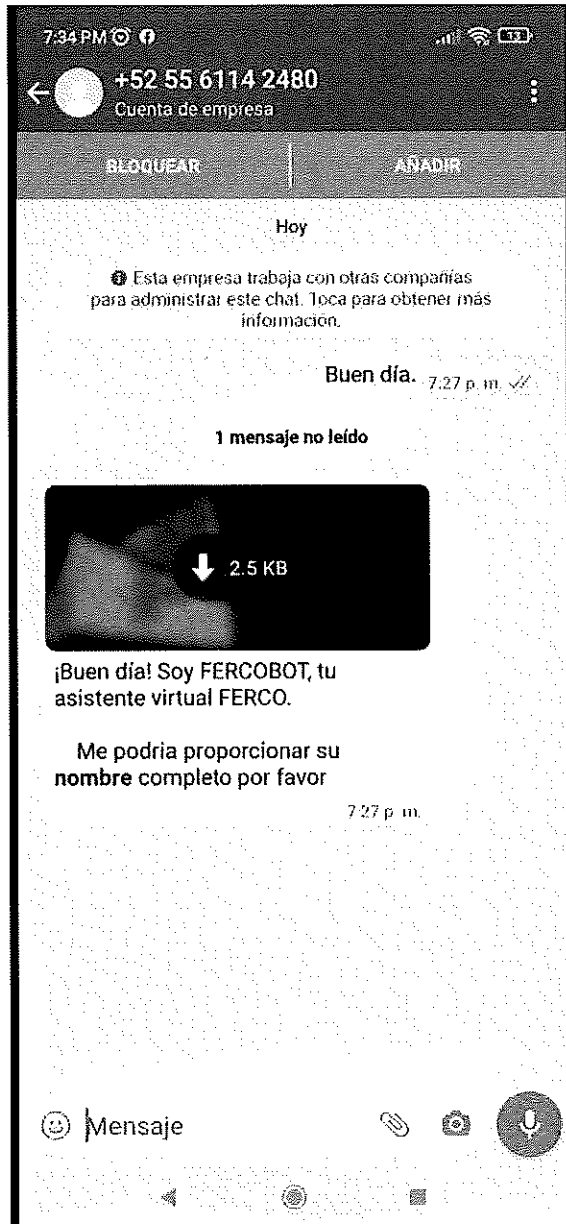 7:34 PM
13
+52 55 6114 2480
Cuenta de empresa
BLOQUEAR
AÑADIR
Hoy
Esta empresa trabaja con otras compañías
para administrar este chat. Toca para obtener más
información.
Buen día. 7:27 p. m.
1 mensaje no leído
2.5 KB
¡Buen día! Soy FERCOBOT, tu
asistente virtual FERCO.
Me podria proporcionar su
nombre completo por favor
7:27 p. m.
Mensaje